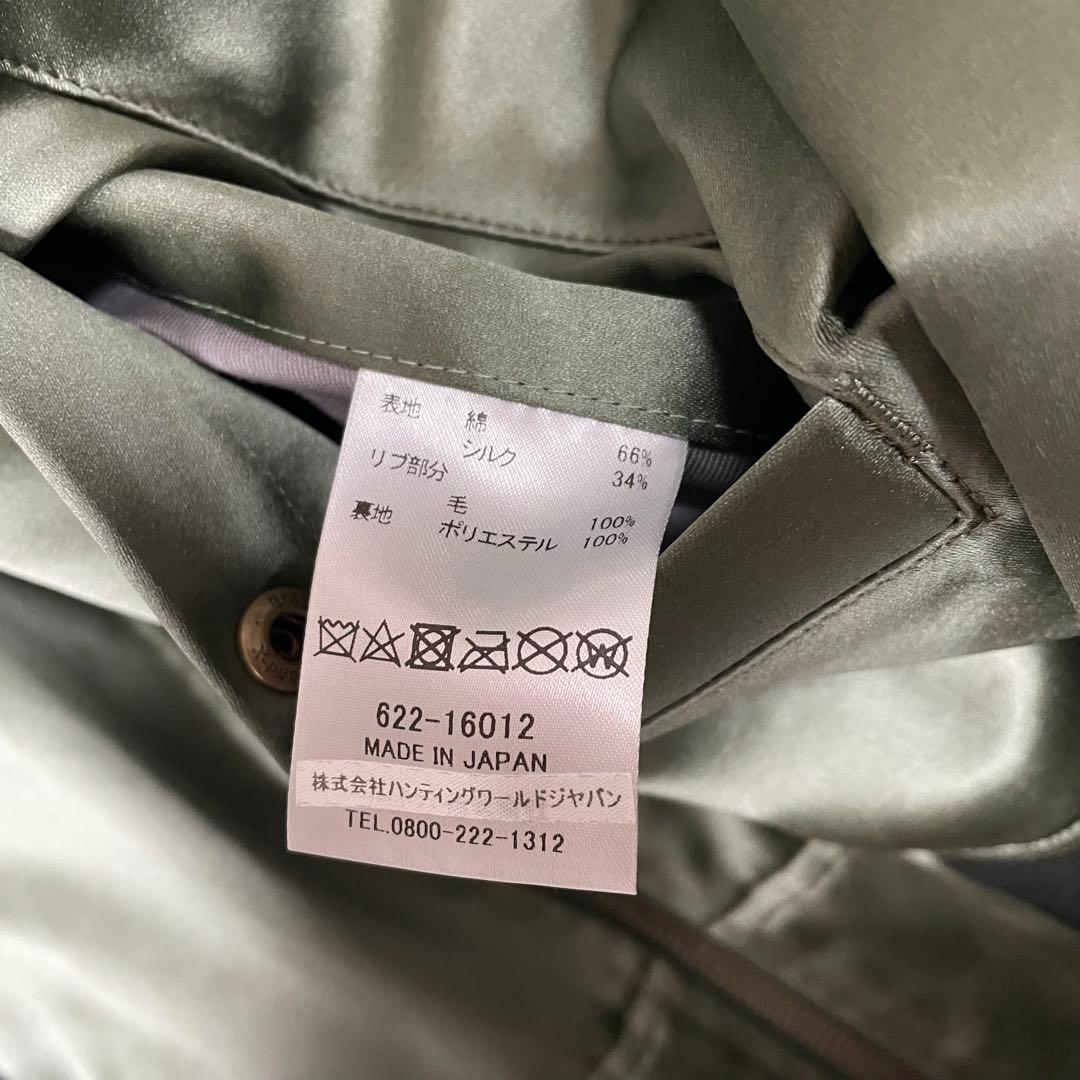 表地 綿 66%
シルク 34%
リブ部分
毛 100%
裏地 ポリエステル 100%
622-16012
MADE IN JAPAN
株式会社ハンティングワールドジャパン
TEL.0800-222-1312